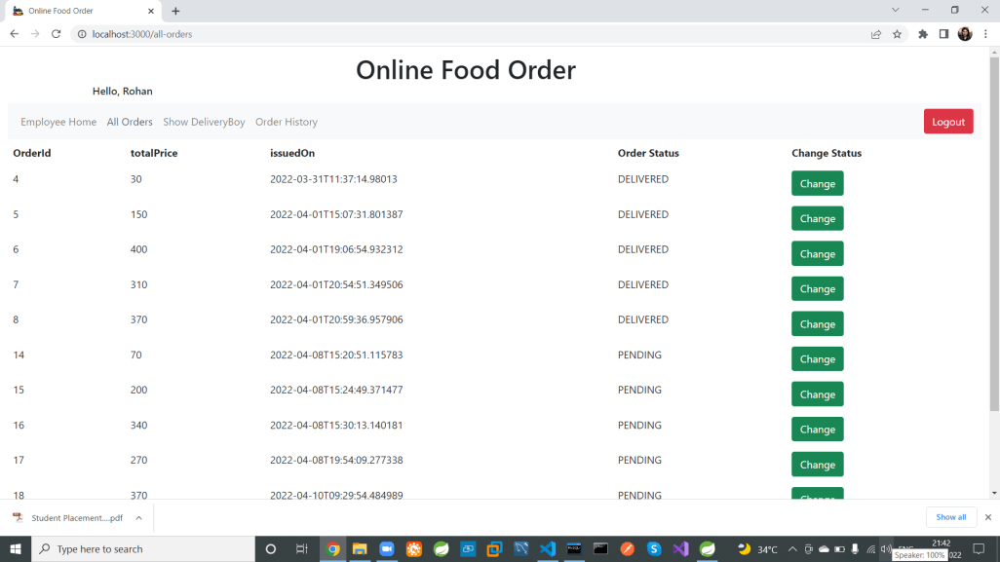 Online Food Order
localhost:3000/all-orders
Online Food Order
Hello, Rohan
Employee Home All Orders Show DeliveryBoy Order History Logout
OrderId totalPrice issuedOn Order Status Change Status
4 30 2022-03-31T11:37:14.98013 DELIVERED Change
5 150 2022-04-01T15:07:31.801387 DELIVERED Change
6 400 2022-04-01T19:06:54.932312 DELIVERED Change
7 310 2022-04-01T20:54:51.349506 DELIVERED Change
8 370 2022-04-01T20:59:36.957906 DELIVERED Change
14 70 2022-04-08T15:20:51.115783 PENDING Change
15 200 2022-04-08T15:24:49.371477 PENDING Change
16 340 2022-04-08T15:30:13.140181 PENDING Change
17 270 2022-04-08T19:54:09.277338 PENDING Change
18 370 2022-04-10T09:29:54.484989 PENDING Change
Student Placement....pdf Show all
Type here to search 34°C ENG 21:42
Speaker: 100% 022